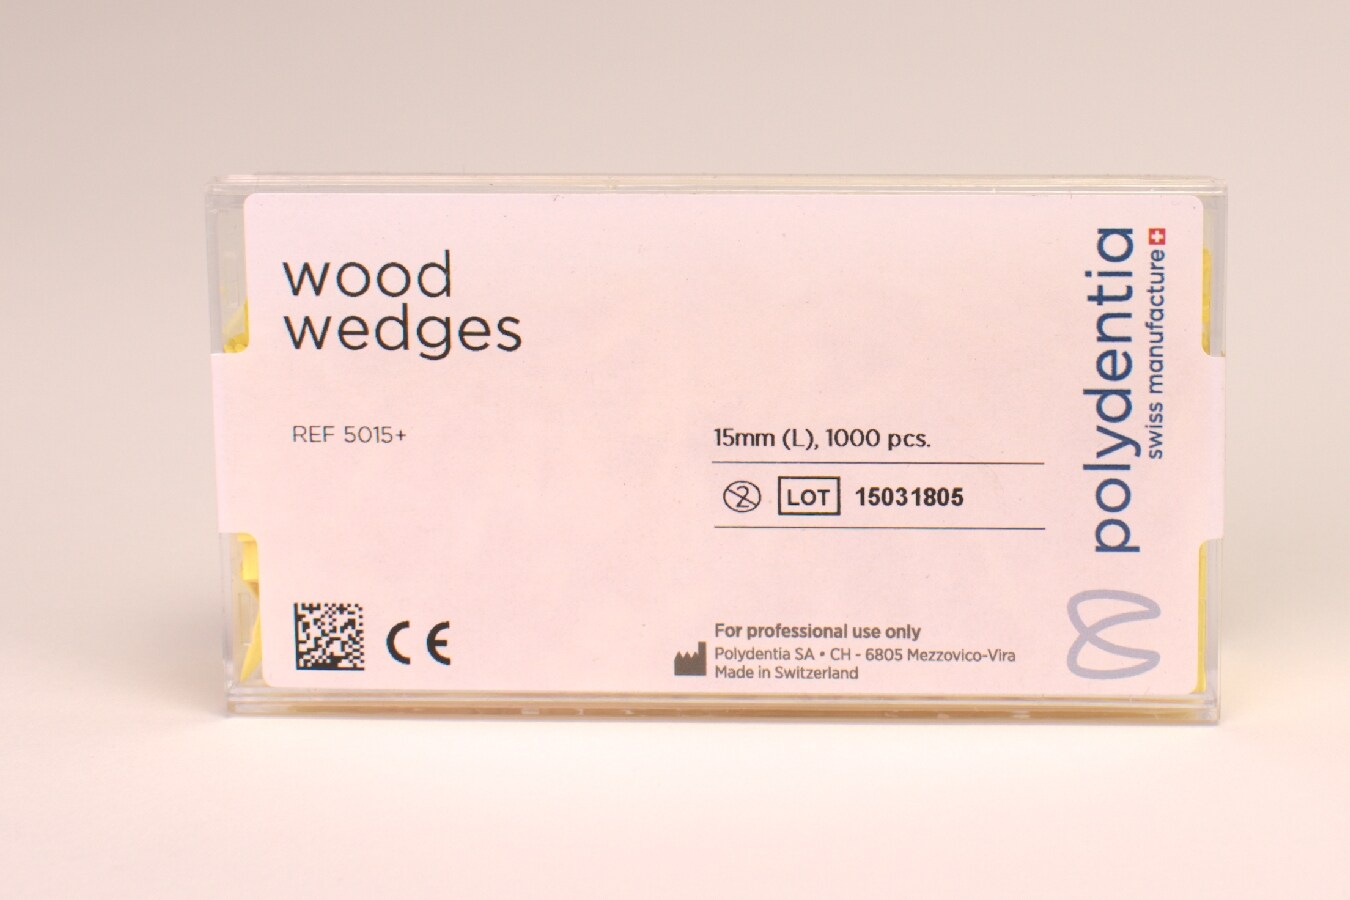 wood
wedges
REF 5015+
15mm (L), 1000 pcs.
2 LOT 15031805
CE
For professional use only
Polydentia SA • CH - 6805 Mezzovico-Vira
Made in Switzerland
polydentia
swiss manufacture